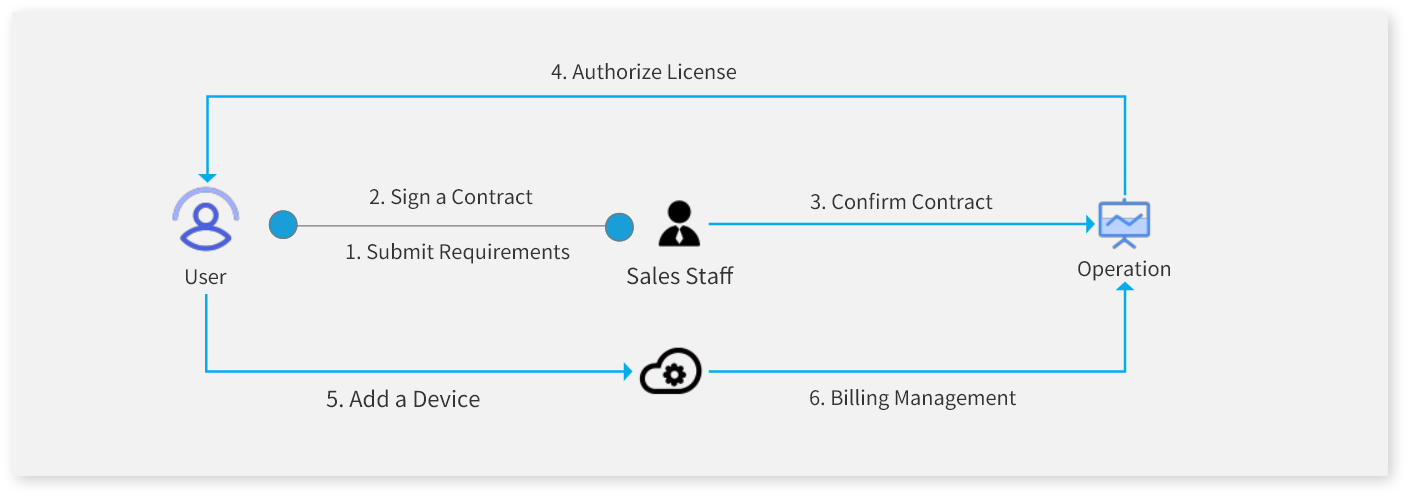 4. Authorize License
2. Sign a Contract
3. Confirm Contract
1. Submit Requirements
User
Sales Staff
Operation
5. Add a Device
6. Billing Management